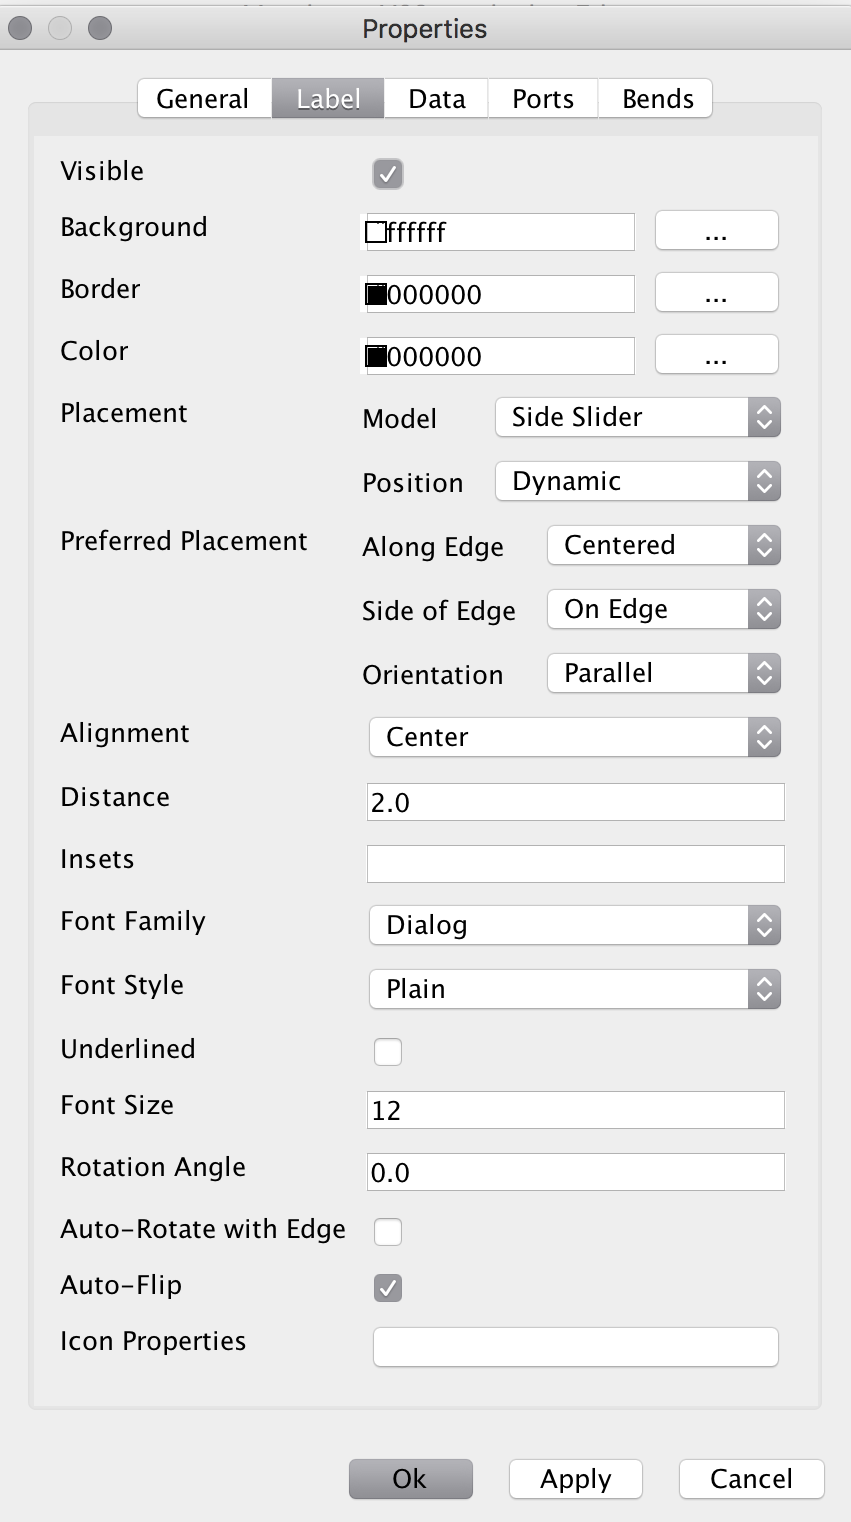 Properties
General Label Data Ports Bends
Visible
Background ffffff ...
Border 000000 ...
Color 000000 ...
Placement Model Side Slider
Position Dynamic
Preferred Placement Along Edge Centered
Side of Edge On Edge
Orientation Parallel
Alignment Center
Distance 2.0
Insets
Font Family Dialog
Font Style Plain
Underlined
Font Size 12
Rotation Angle 0.0
Auto-Rotate with Edge
Auto-Flip
Icon Properties
Ok Apply Cancel